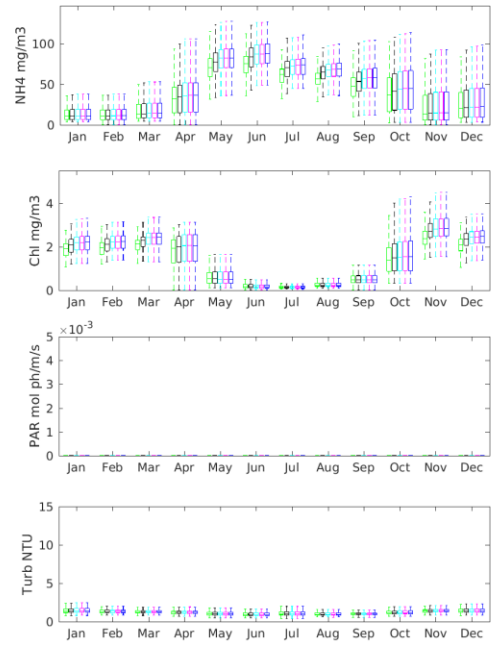 100
50
0
NH4 mg/m3
Jan Feb Mar Apr May Jun Jul Aug Sep Oct Nov Dec
4
2
0
Chl mg/m3
Jan Feb Mar Apr May Jun Jul Aug Sep Oct Nov Dec
×10⁻³
5
4
3
2
1
0
PAR mol ph/m/s
Jan Feb Mar Apr May Jun Jul Aug Sep Oct Nov Dec
15
10
5
0
Turb NTU
Jan Feb Mar Apr May Jun Jul Aug Sep Oct Nov Dec